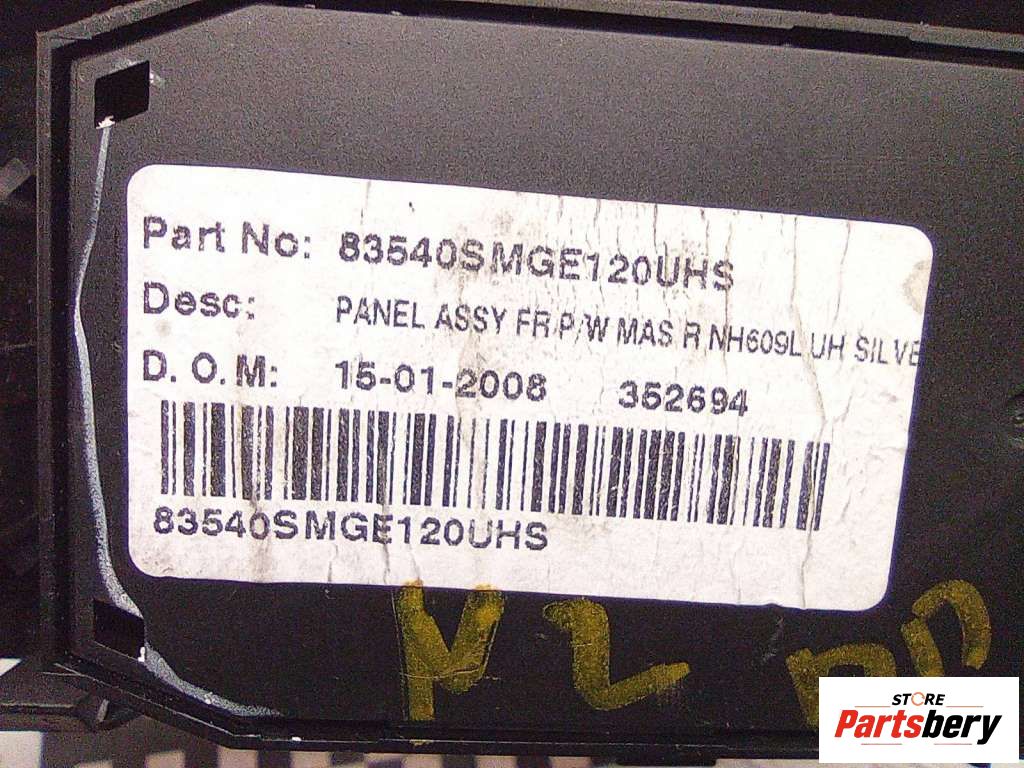 Part No: 83540SMGE120UHS
Desc: PANEL ASSY FR P/W MAS R NH609L UH SILVE
D.O.M: 15-01-2008 352694
83540SMGE120UHS
STORE
Partsbery